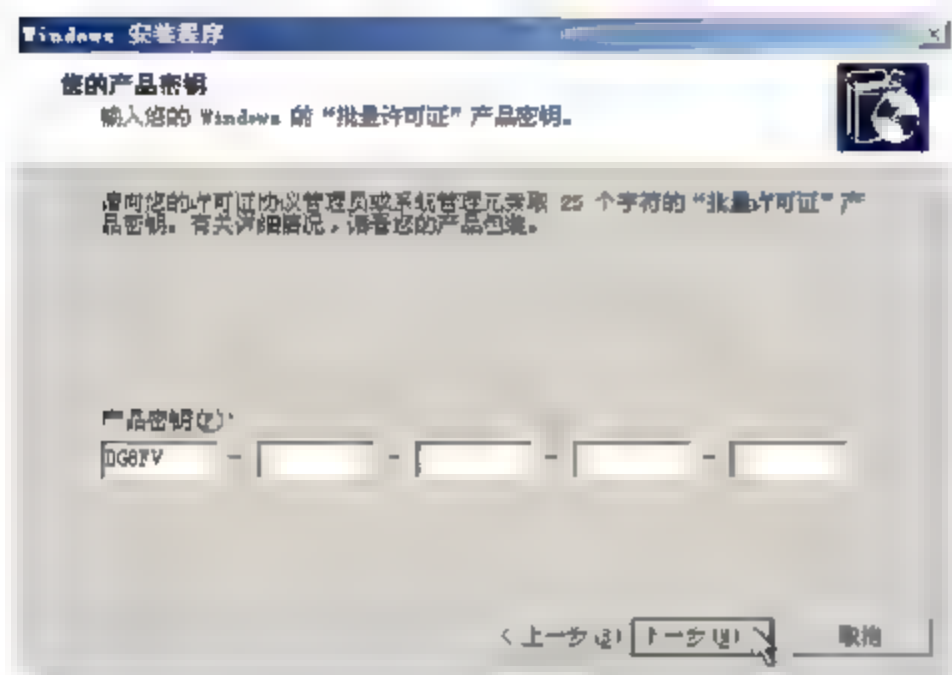 Windows 安装程序
您的产品密钥
输入您的 Windows 的“批量许可证”产品密钥。
请向您的许可证协议管理员或系统管理员索取 25 个字符的“批量许可证”产
品密钥。有关详细情况，请看您的产品包装。
产品密钥(P):
- - - -
< 上一步(B) 下一步(N) > 取消